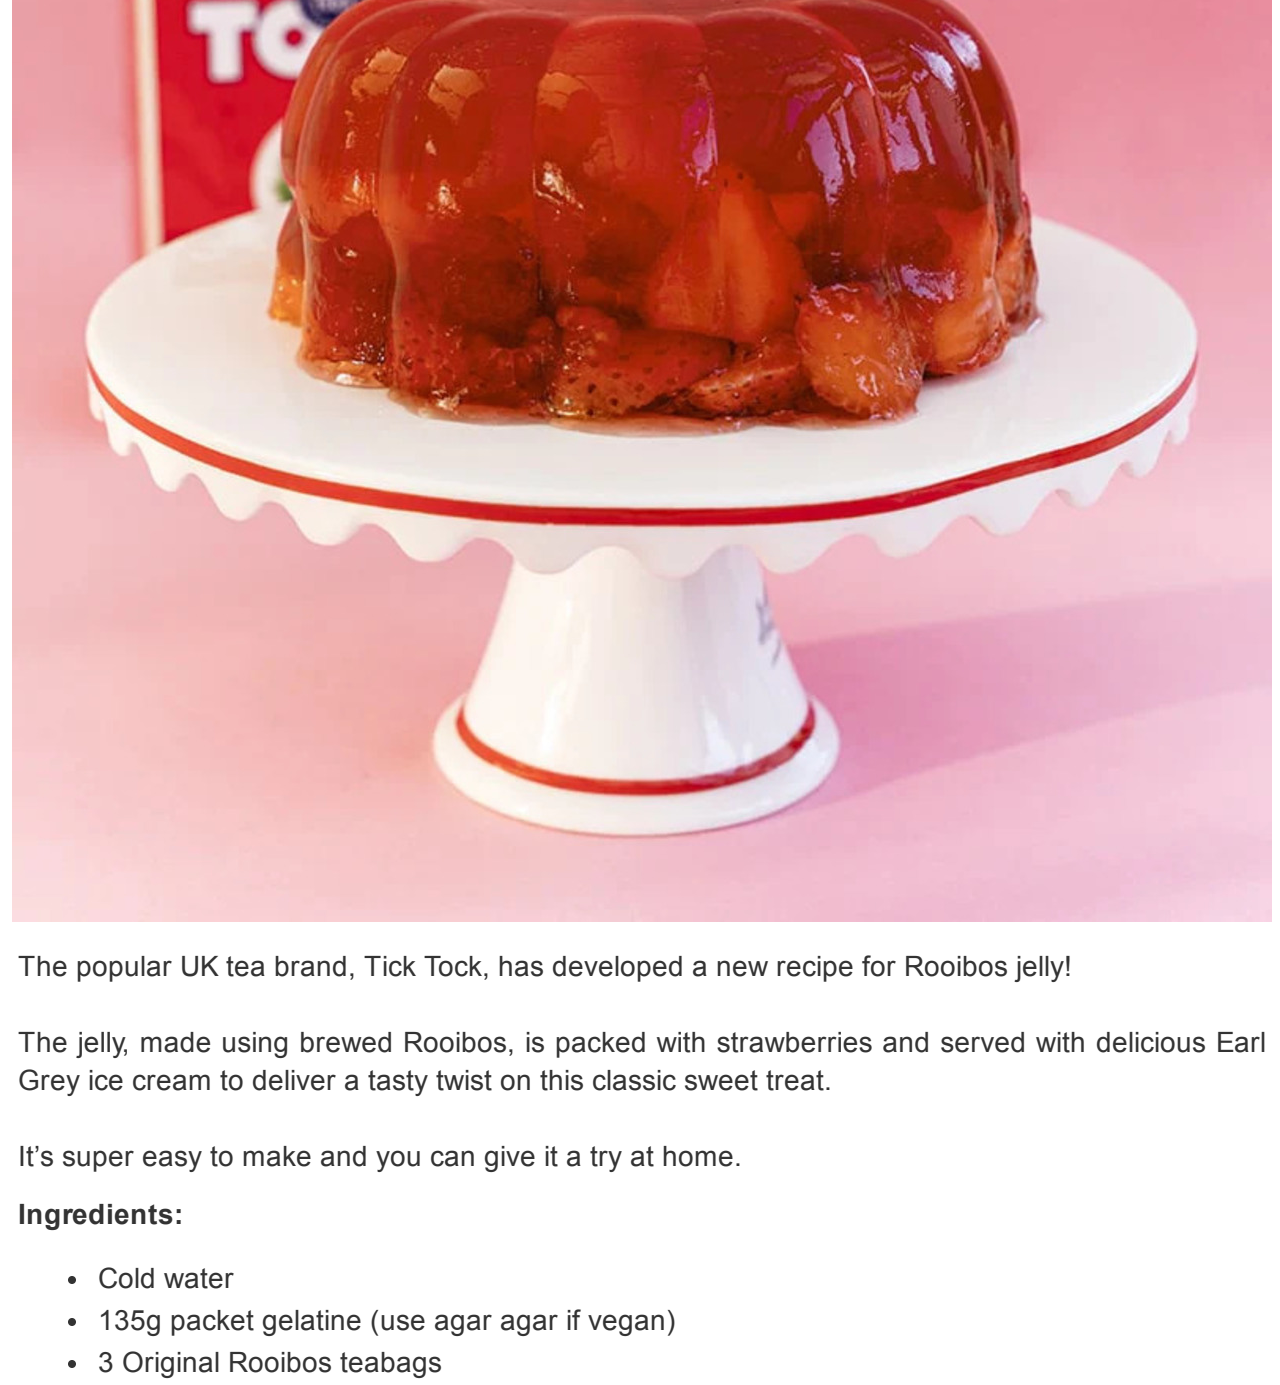 TO
The popular UK tea brand, Tick Tock, has developed a new recipe for Rooibos jelly!
The jelly, made using brewed Rooibos, is packed with strawberries and served with delicious Earl
Grey ice cream to deliver a tasty twist on this classic sweet treat.
It’s super easy to make and you can give it a try at home.
Ingredients:
• Cold water
• 135g packet gelatine (use agar agar if vegan)
• 3 Original Rooibos teabags